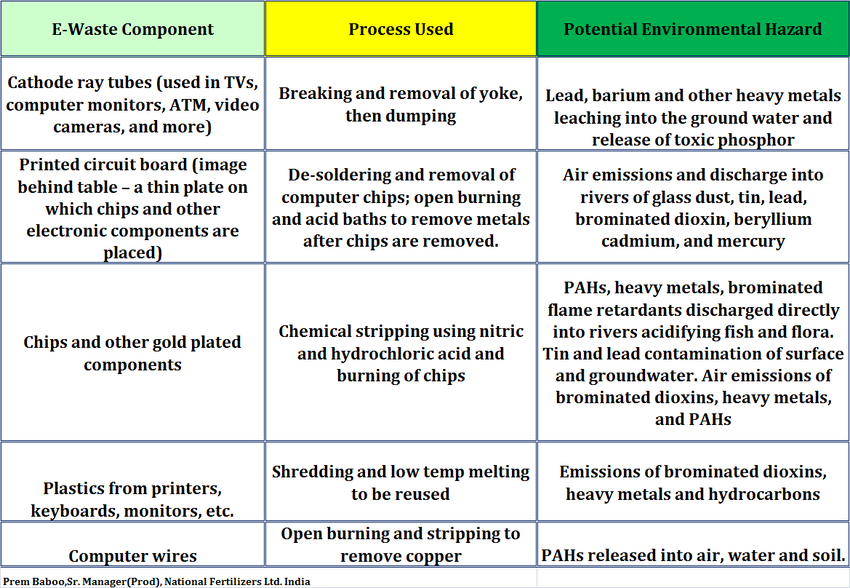 E-Waste Component
Process Used
Potential Environmental Hazard
Cathode ray tubes (used in TVs,
computer monitors, ATM, video
cameras, and more)
Breaking and removal of yoke,
then dumping
Lead, barium and other heavy metals
leaching into the ground water and
release of toxic phosphor
Printed circuit board (image
behind table – a thin plate on
which chips and other
electronic components are
placed)
De-soldering and removal of
computer chips; open burning
and acid baths to remove metals
after chips are removed.
Air emissions and discharge into
rivers of glass dust, tin, lead,
brominated dioxin, beryllium
cadmium, and mercury
Chips and other gold plated
components
Chemical stripping using nitric
and hydrochloric acid and
burning of chips
PAHs, heavy metals, brominated
flame retardants discharged directly
into rivers acidifying fish and flora.
Tin and lead contamination of surface
and groundwater. Air emissions of
brominated dioxins, heavy metals,
and PAHs
Plastics from printers,
keyboards, monitors, etc.
Shredding and low temp melting
to be reused
Emissions of brominated dioxins,
heavy metals and hydrocarbons
Computer wires
Open burning and stripping to
remove copper
PAHs released into air, water and soil.
Prem Baboo,Sr. Manager(Prod), National Fertilizers Ltd. India